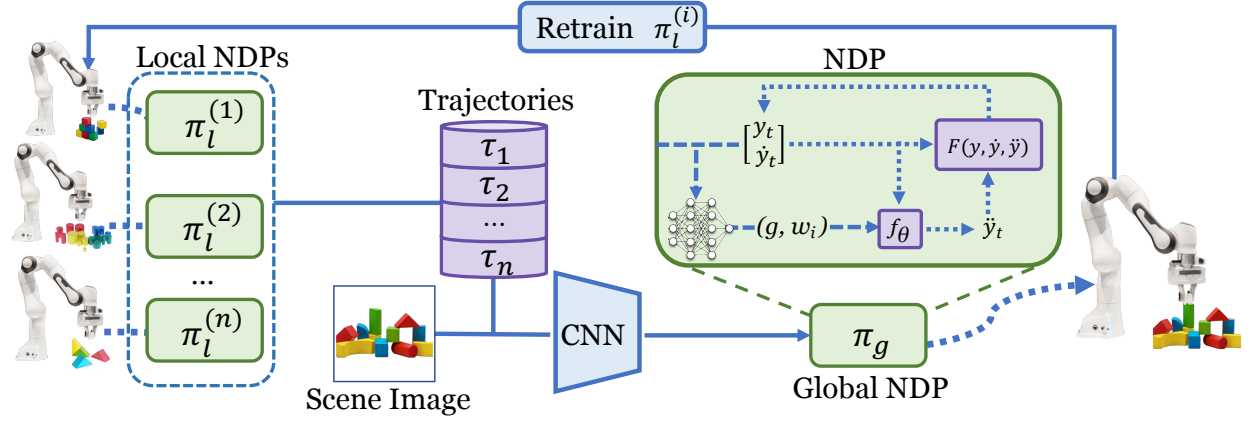 Retrain π_l^(i)
Local NDPs
π_l^(1)
π_l^(2)
...
π_l^(n)
Trajectories
τ_1
τ_2
...
τ_n
Scene Image
CNN
NDP
[y_t
ẏ_t]
F(y, ẏ, ÿ)
(g, w_i)
f_θ
ÿ_t
π_g
Global NDP